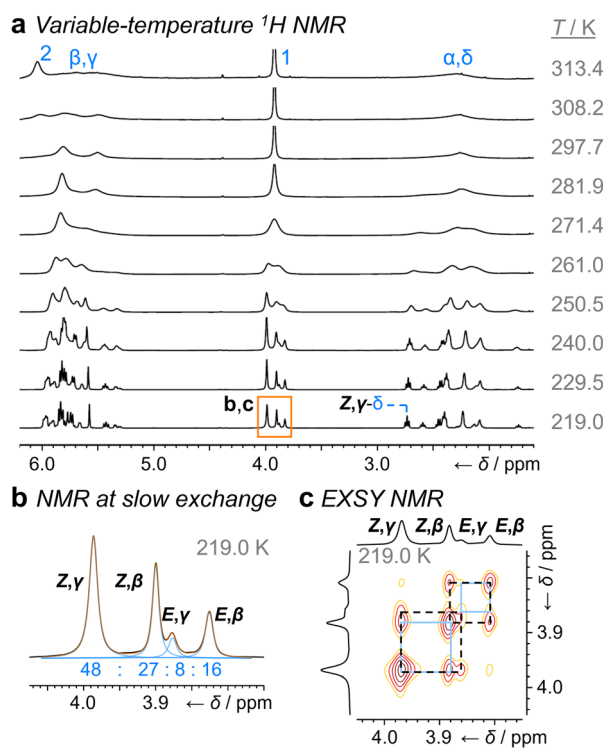 a Variable-temperature ¹H NMR
T / K
2 β,γ 1 α,δ
313.4
308.2
297.7
281.9
271.4
261.0
250.5
240.0
229.5
b,c Z,γ-δ
219.0
6.0 5.0 4.0 3.0
← δ / ppm
b NMR at slow exchange
219.0 K
Z,γ Z,β E,γ E,β
48 : 27 : 8 : 16
4.0 3.9 ← δ / ppm
c EXSY NMR
Z,γ Z,β E,γ E,β
219.0 K
← δ / ppm
3.9
4.0
4.0 3.9
← δ / ppm